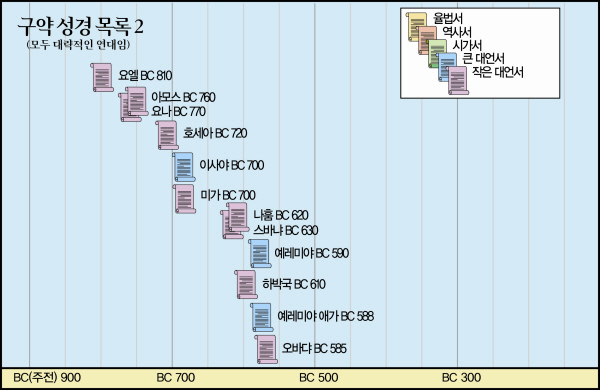 구약 성경 목록 2
(모두 대략적인 연대임)
율법서
역사서
시가서
큰 대언서
작은 대언서
요엘 BC 810
아모스 BC 760
요나 BC 770
호세아 BC 720
이사야 BC 700
미가 BC 700
나훔 BC 620
스바냐 BC 630
예레미야 BC 590
하박국 BC 610
예레미야 애가 BC 588
오바댜 BC 585
BC(주전) 900 BC 700 BC 500 BC 300